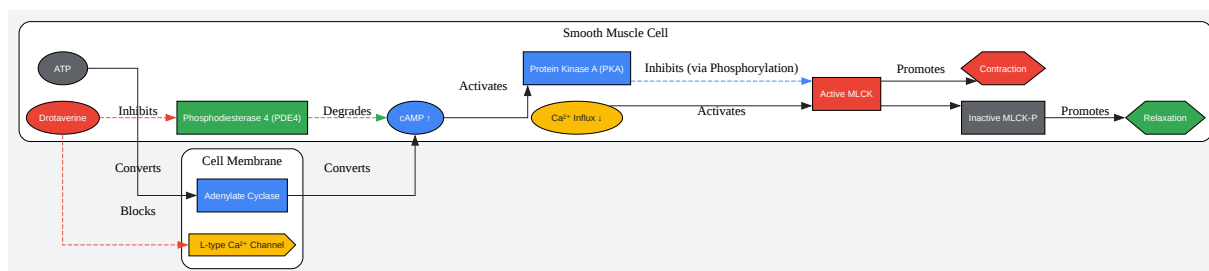 Smooth Muscle Cell
ATP
Protein Kinase A (PKA)
Inhibits (via Phosphorylation)
Promotes
Contraction
Activates
Active MLCK
Drotaverine
Inhibits
Phosphodiesterase 4 (PDE4)
Degrades
cAMP ↑
Ca²⁺ Influx ↓
Activates
Inactive MLCK-P
Promotes
Relaxation
Cell Membrane
Converts
Converts
Adenylate Cyclase
Blocks
L-type Ca²⁺ Channel